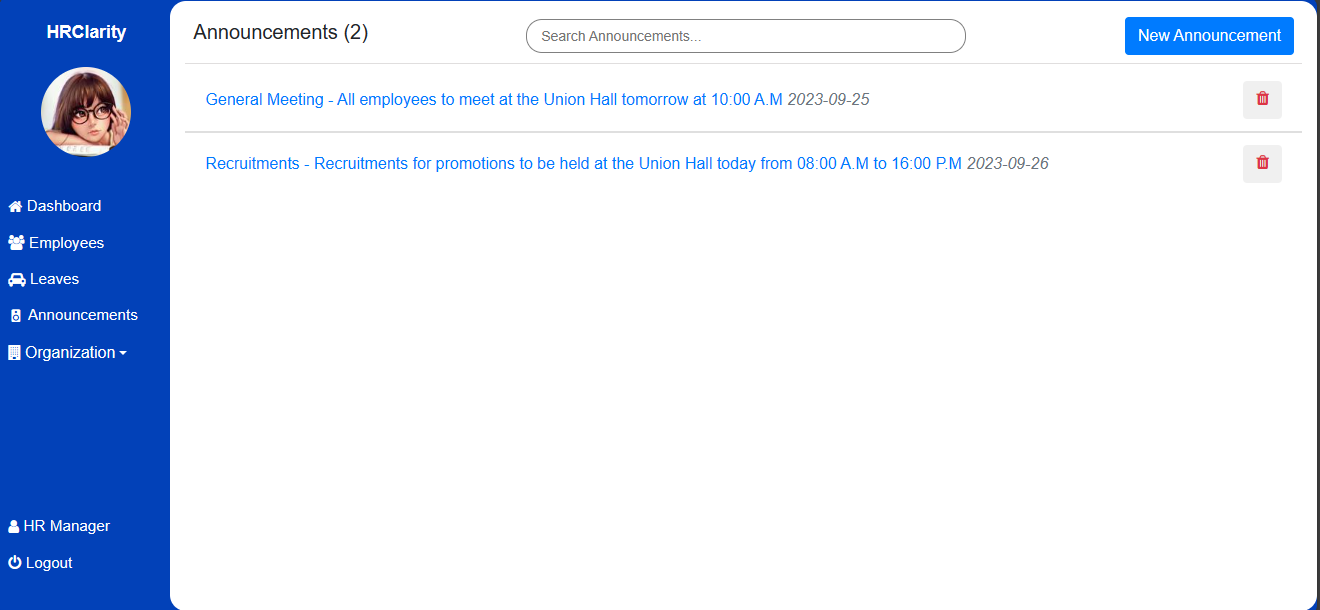 HRClarity
Dashboard
Employees
Leaves
Announcements
Organization
HR Manager
Logout
Announcements (2)
Search Announcements...
New Announcement
General Meeting - All employees to meet at the Union Hall tomorrow at 10:00 A.M 2023-09-25
Recruitments - Recruitments for promotions to be held at the Union Hall today from 08:00 A.M to 16:00 P.M 2023-09-26